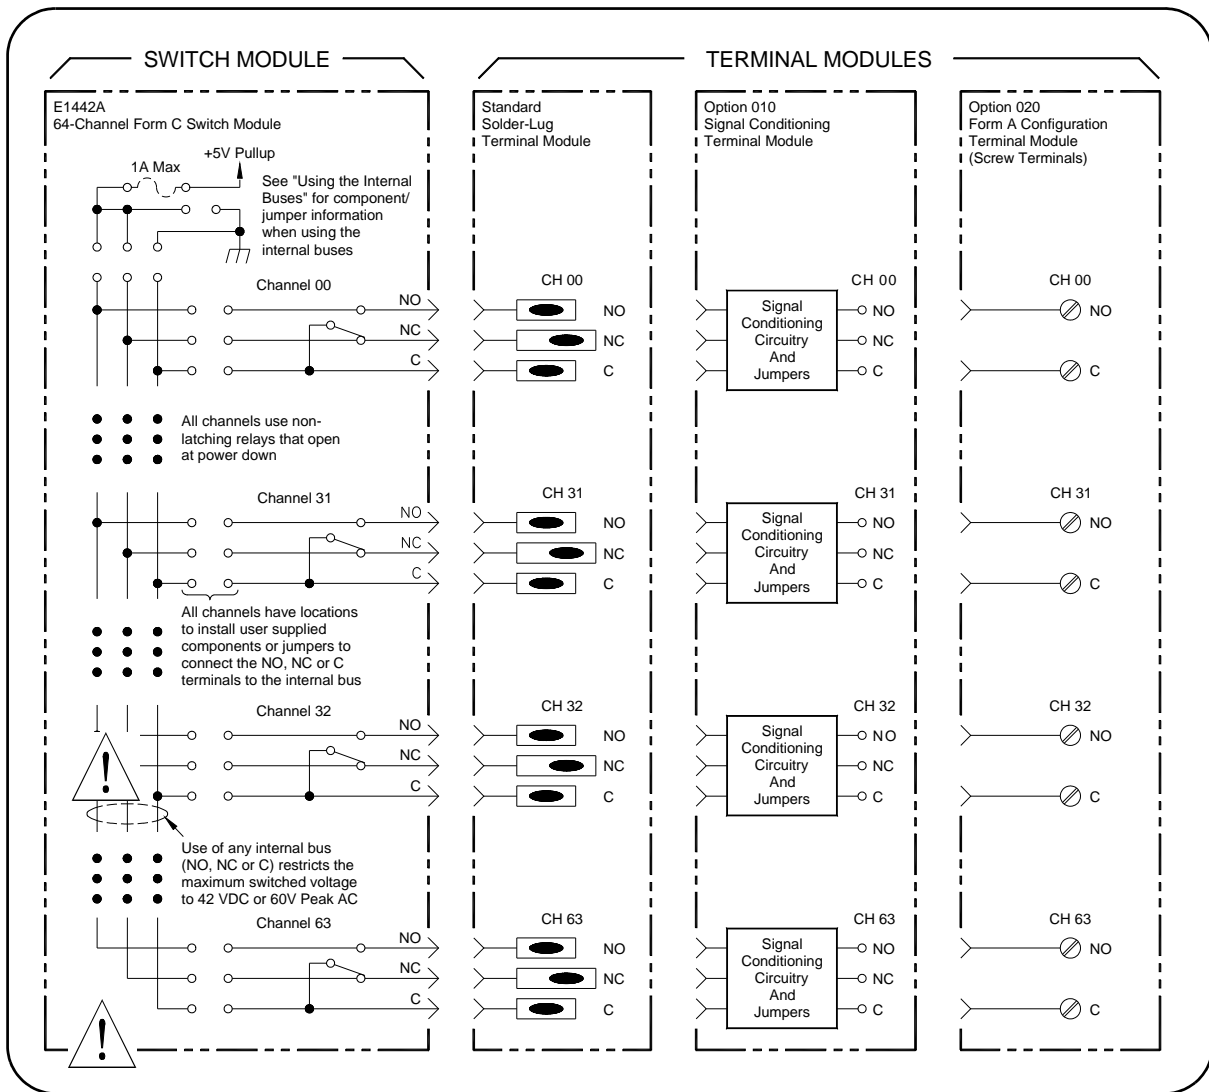 SWITCH MODULE
TERMINAL MODULES
E1442A
64-Channel Form C Switch Module
+5V Pullup
1A Max
See "Using the Internal
Buses" for component/
jumper information
when using the
internal buses
Standard
Solder-Lug
Terminal Module
Option 010
Signal Conditioning
Terminal Module
Option 020
Form A Configuration
Terminal Module
(Screw Terminals)
Channel 00
NO
NC
C
CH 00
NO
NC
C
Signal
Conditioning
Circuitry
And
Jumpers
CH 00
NO
NC
C
CH 00
NO
C
All channels use non-
latching relays that open
at power down
Channel 31
NO
NC
C
CH 31
NO
NC
C
Signal
Conditioning
Circuitry
And
Jumpers
CH 31
NO
NC
C
CH 31
NO
C
All channels have locations
to install user supplied
components or jumpers to
connect the NO, NC or C
terminals to the internal bus
Channel 32
NO
NC
C
CH 32
NO
NC
C
Signal
Conditioning
Circuitry
And
Jumpers
CH 32
NO
NC
C
CH 32
NO
C
!
Use of any internal bus
(NO, NC or C) restricts the
maximum switched voltage
to 42 VDC or 60V Peak AC
Channel 63
NO
NC
C
CH 63
NO
NC
C
Signal
Conditioning
Circuitry
And
Jumpers
CH 63
NO
NC
C
CH 63
NO
C
!